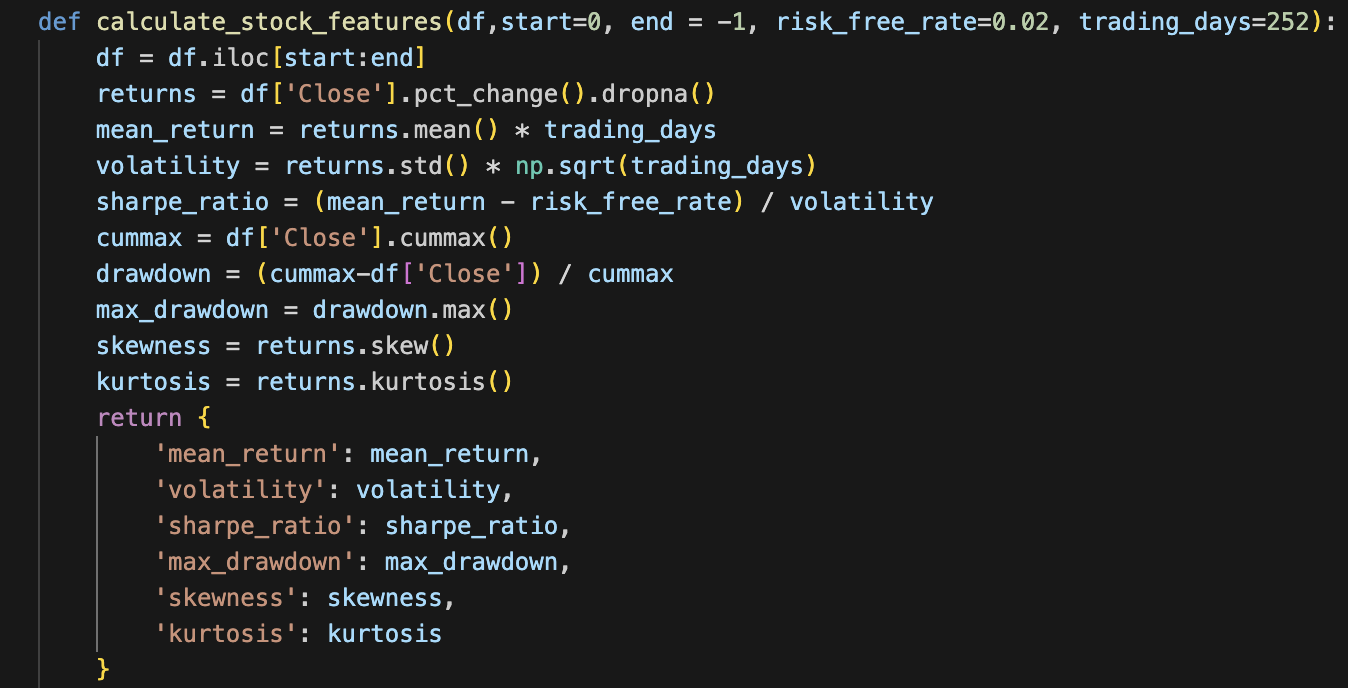 def calculate_stock_features(df,start=0, end = -1, risk_free_rate=0.02, trading_days=252):
    df = df.iloc[start:end]
    returns = df['Close'].pct_change().dropna()
    mean_return = returns.mean() * trading_days
    volatility = returns.std() * np.sqrt(trading_days)
    sharpe_ratio = (mean_return - risk_free_rate) / volatility
    cummax = df['Close'].cummax()
    drawdown = (cummax-df['Close']) / cummax
    max_drawdown = drawdown.max()
    skewness = returns.skew()
    kurtosis = returns.kurtosis()
    return {
        'mean_return': mean_return,
        'volatility': volatility,
        'sharpe_ratio': sharpe_ratio,
        'max_drawdown': max_drawdown,
        'skewness': skewness,
        'kurtosis': kurtosis
    }